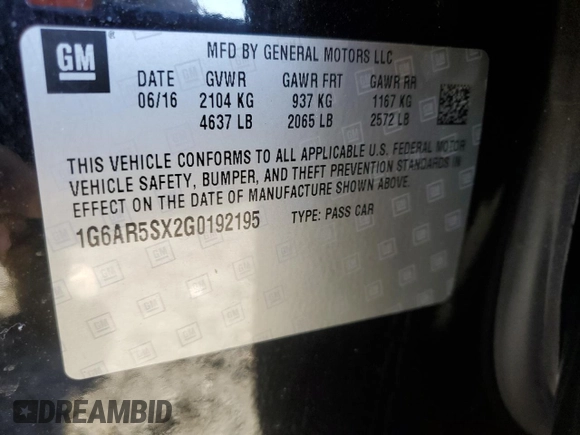 GM
MFD BY GENERAL MOTORS LLC
DATE GVWR GAWR FRT GAWR RR
06/16 2104 KG 937 KG 1167 KG
4637 LB 2065 LB 2572 LB
THIS VEHICLE CONFORMS TO ALL APPLICABLE U.S. FEDERAL MOTOR
VEHICLE SAFETY, BUMPER, AND THEFT PREVENTION STANDARDS IN
EFFECT ON THE DATE OF MANUFACTURE SHOWN ABOVE.
1G6AR5SX2G0192195 TYPE: PASS CAR
DREAMBID